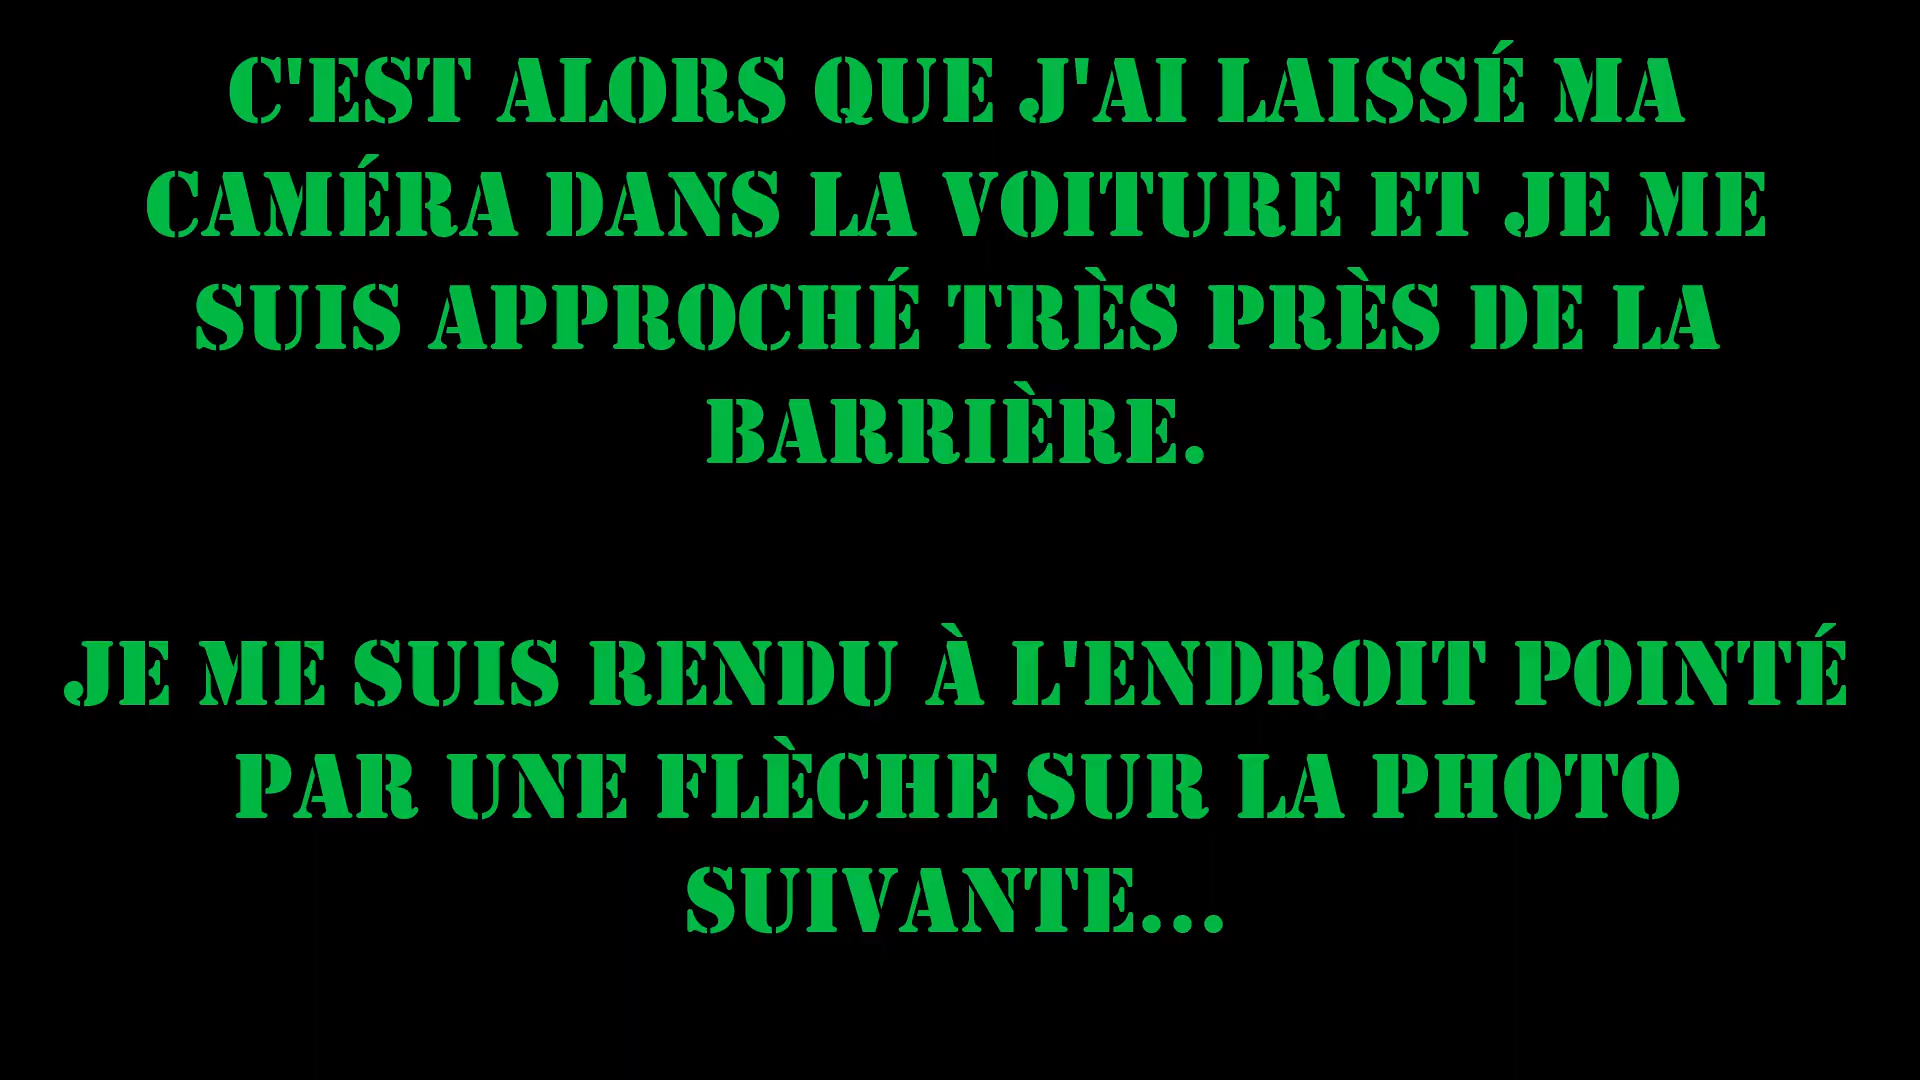 C'EST ALORS QUE J'AI LAISSÉ MA
CAMÉRA DANS LA VOITURE ET JE ME
SUIS APPROCHÉ TRÈS PRÈS DE LA
BARRIÈRE.
JE ME SUIS RENDU À L'ENDROIT POINTÉ
PAR UNE FLÈCHE SUR LA PHOTO
SUIVANTE...